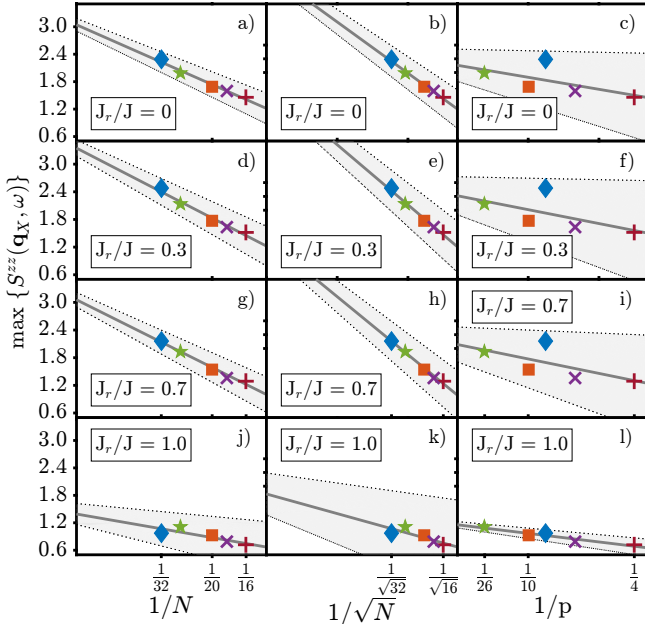 max {S^{zz}(q_X, ω)}
3.0 2.4 1.8 1.2 0.6
a) J_r/J = 0
b) J_r/J = 0
c) J_r/J = 0
3.0 2.4 1.8 1.2 0.6
d) J_r/J = 0.3
e) J_r/J = 0.3
f) J_r/J = 0.3
3.0 2.4 1.8 1.2 0.6
g) J_r/J = 0.7
h) J_r/J = 0.7
i) J_r/J = 0.7
3.0 2.4 1.8 1.2 0.6
j) J_r/J = 1.0
k) J_r/J = 1.0
l) J_r/J = 1.0
1/32 1/20 1/16
1/√32 1/√16
1/26 1/10 1/4
1/N
1/√N
1/p